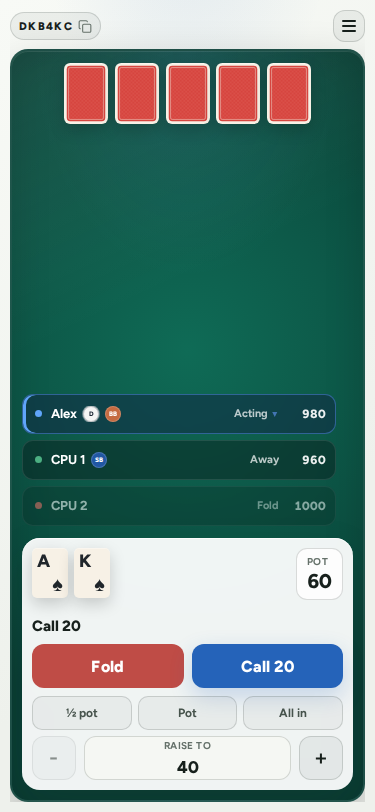 DKB4KC
Alex D BB Acting ▼ 980
CPU 1 SB Away 960
CPU 2 Fold 1000
A K
POT
60
Call 20
Fold Call 20
½ pot Pot All in
RAISE TO
- 40 +